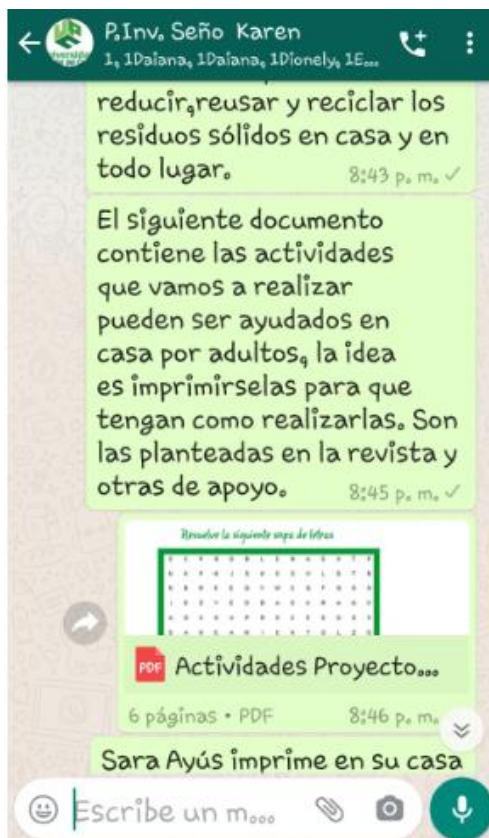 P.Inv. Seño Karen
1, 1Daiana, 1Daiana, 1Dionely, 1E...
reducir,reusar y reciclar los
residuos sólidos en casa y en
todo lugar.
8:43 p. m.
El siguiente documento
contiene las actividades
que vamos a realizar
pueden ser ayudados en
casa por adultos, la idea
es imprimirselas para que
tengan como realizarlas. Son
las planteadas en la revista y
otras de apoyo.
8:45 p. m.
Resuelve la siguiente sopa de letras
PDF Actividades Proyecto...
6 páginas • PDF
8:46 p. m.
Sara Ayús imprime en su casa
Escribe un m...